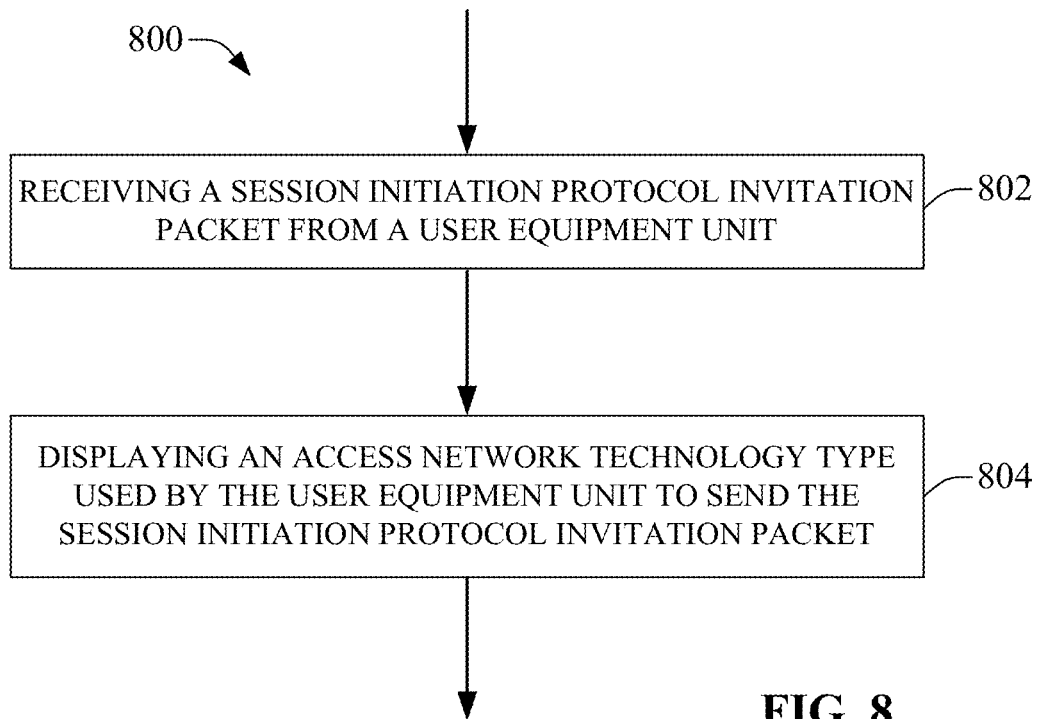 800
RECEIVING A SESSION INITIATION PROTOCOL INVITATION
PACKET FROM A USER EQUIPMENT UNIT
802
DISPLAYING AN ACCESS NETWORK TECHNOLOGY TYPE
USED BY THE USER EQUIPMENT UNIT TO SEND THE
SESSION INITIATION PROTOCOL INVITATION PACKET
804
FIG. 8